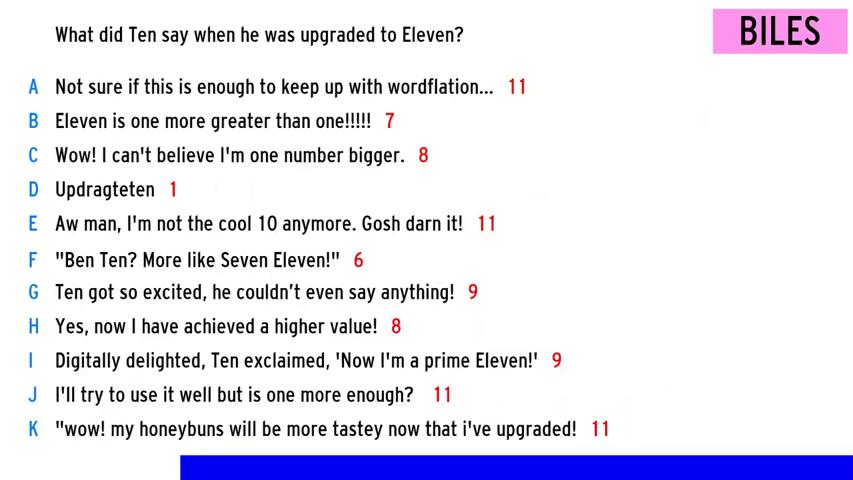 What did Ten say when he was upgraded to Eleven?
BILES
A Not sure if this is enough to keep up with wordflation... 11
B Eleven is one more greater than one!!!!! 7
C Wow! I can't believe I'm one number bigger. 8
D Updragteten 1
E Aw man, I'm not the cool 10 anymore. Gosh darn it! 11
F "Ben Ten? More like Seven Eleven!" 6
G Ten got so excited, he couldn’t even say anything! 9
H Yes, now I have achieved a higher value! 8
I Digitally delighted, Ten exclaimed, 'Now I'm a prime Eleven!' 9
J I'll try to use it well but is one more enough? 11
K "wow! my honeybuns will be more tastey now that i've upgraded! 11